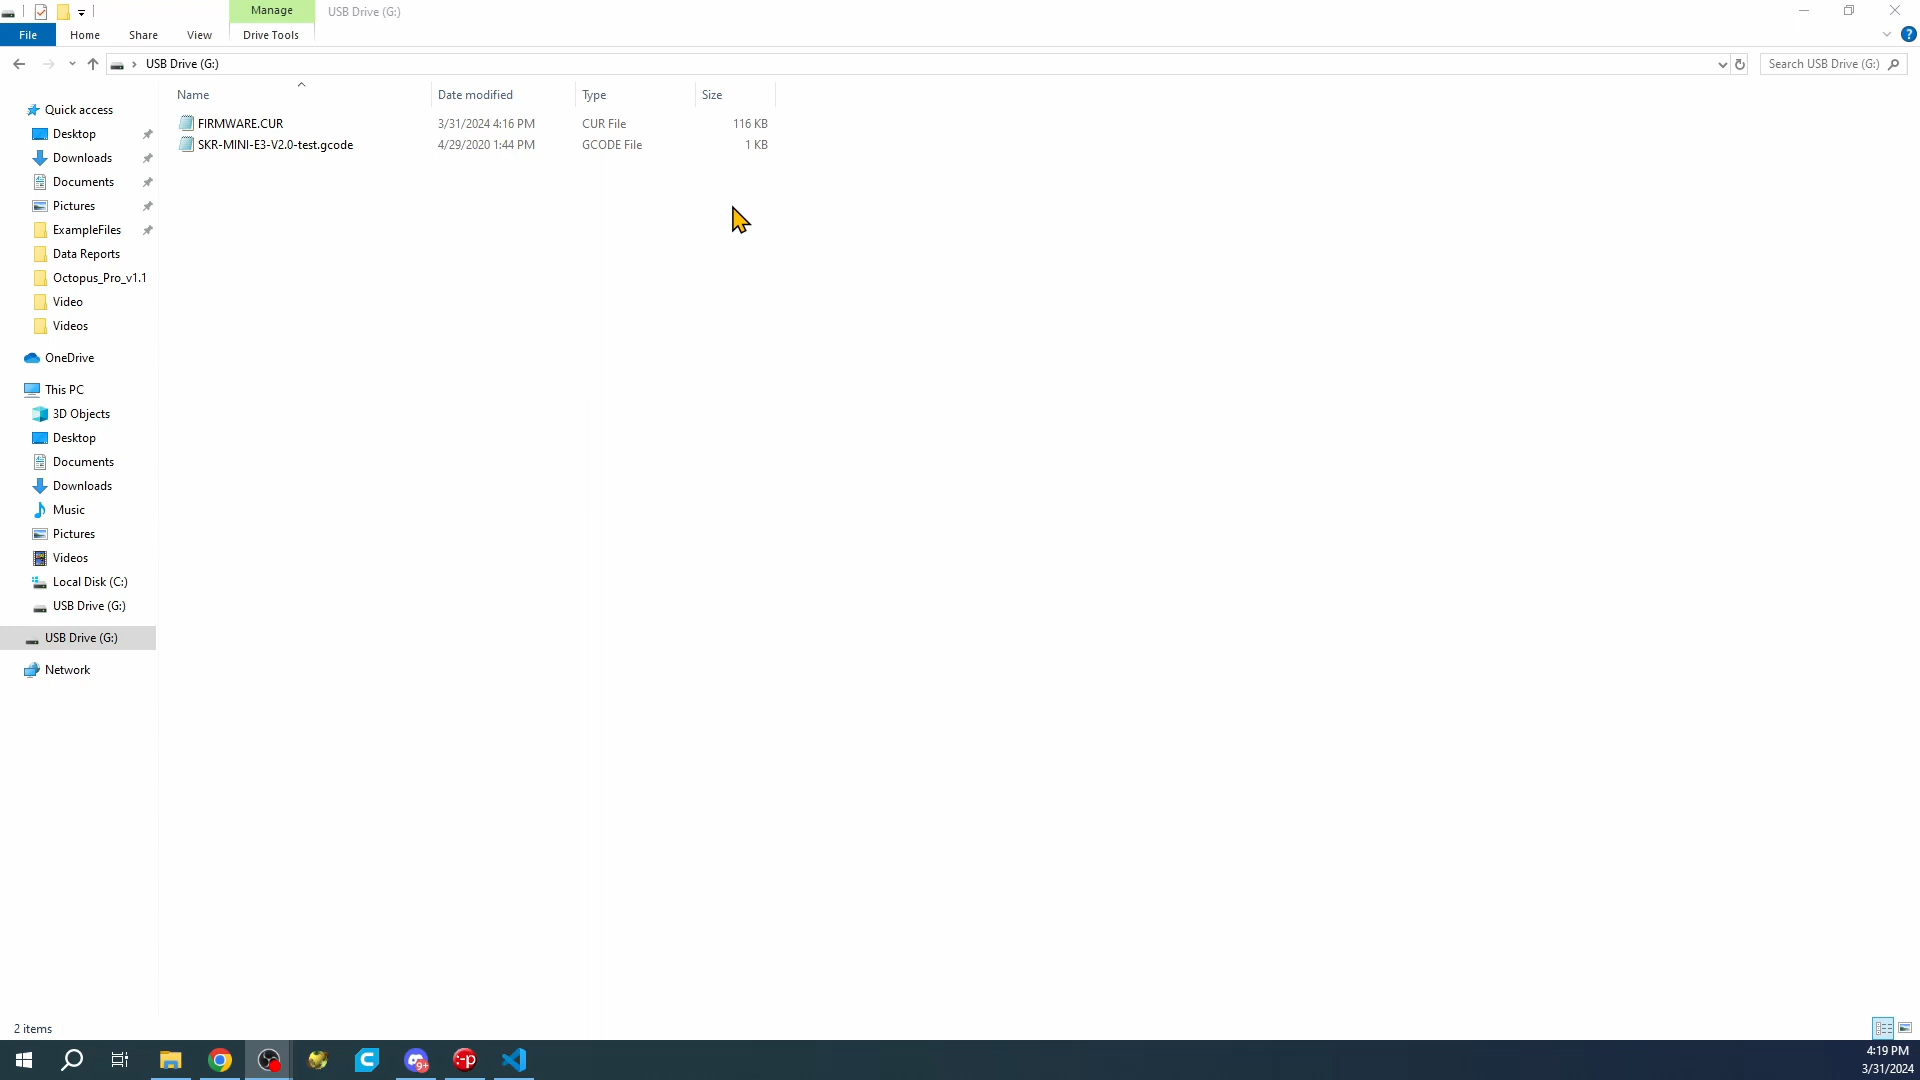 Manage
USB Drive (G:)
File
Home
Share
View
Drive Tools
?
USB Drive (G:)
Search USB Drive (G:)
Name
Date modified
Type
Size
FIRMWARE.CUR
3/31/2024 4:16 PM
CUR File
116 KB
SKR-MINI-E3-V2.0-test.gcode
4/29/2020 1:44 PM
GCODE File
1 KB
Quick access
Desktop
Downloads
Documents
Pictures
ExampleFiles
Data Reports
Octopus_Pro_v1.1
Video
Videos
OneDrive
This PC
3D Objects
Desktop
Documents
Downloads
Music
Pictures
Videos
Local Disk (C:)
USB Drive (G:)
USB Drive (G:)
Network
2 items
9+
:-p
4:19 PM
3/31/2024